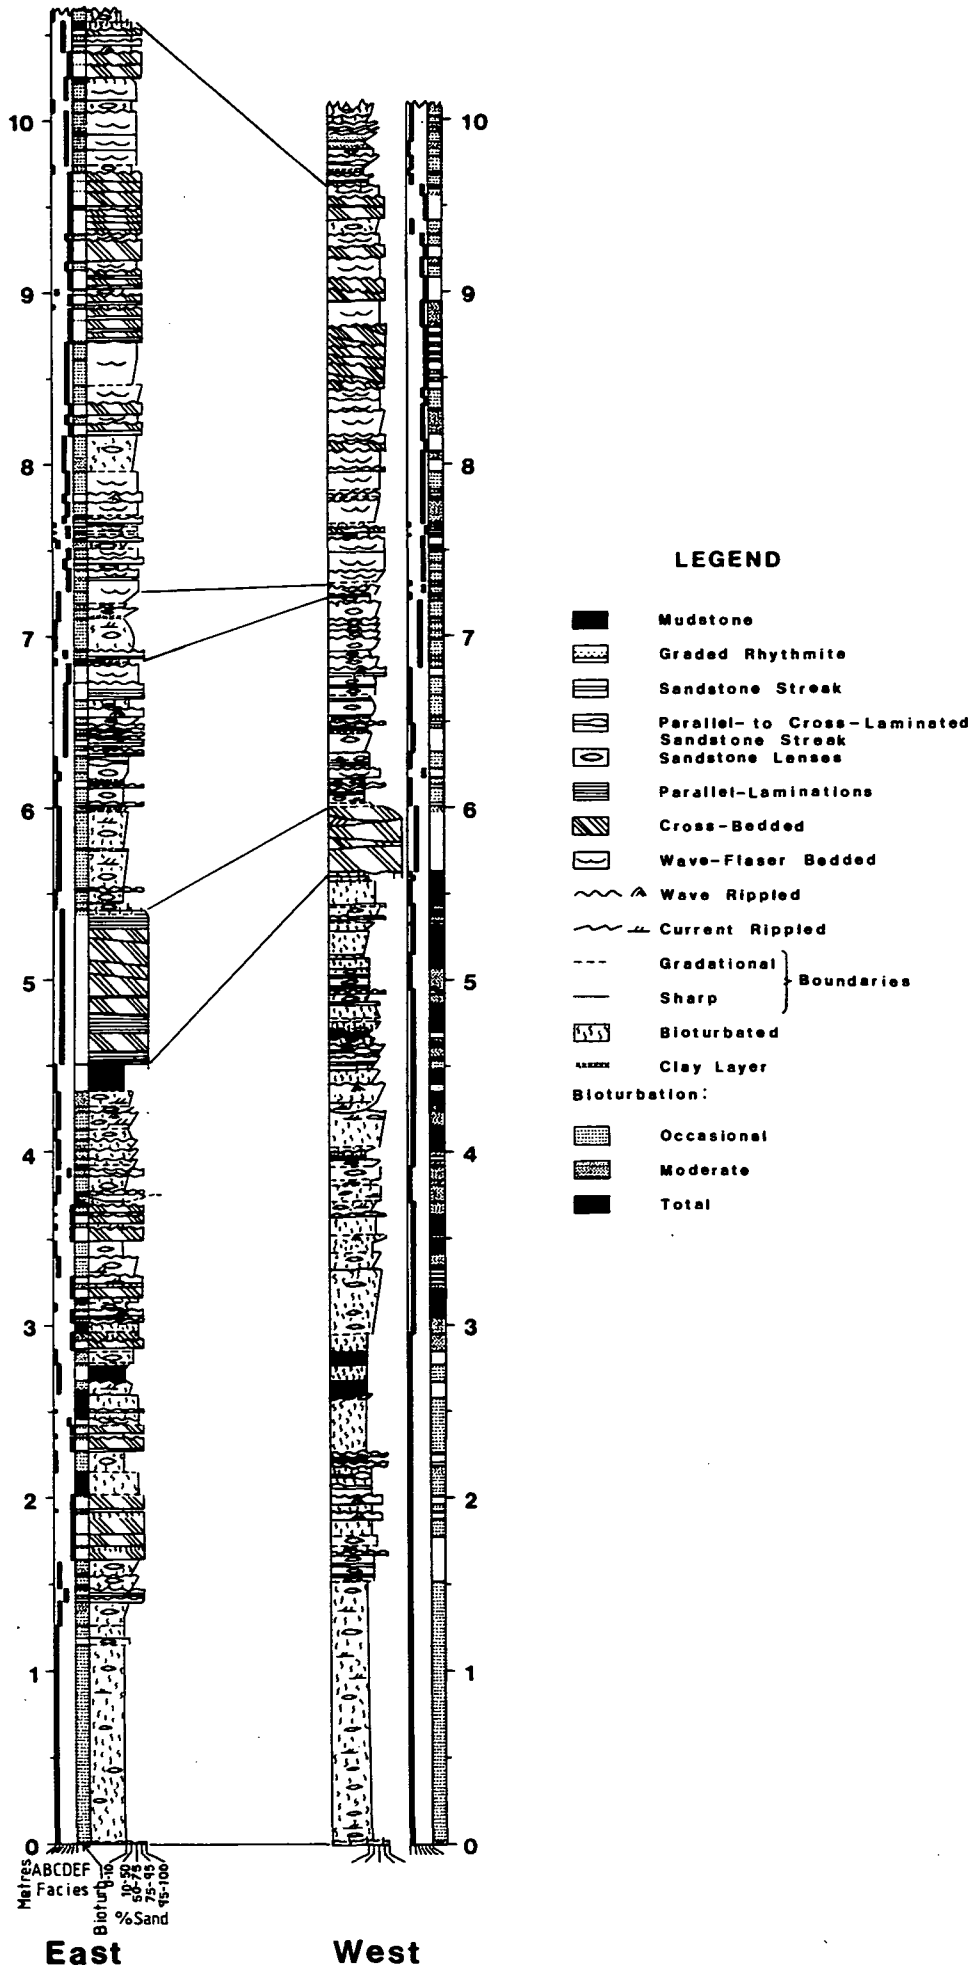 10
9
8
7
6
5
4
3
2
1
0
Metres
ABCDEF
Facies
Bioturb
0-10
10-50
50-75
75-95
95-100
%Sand
East
10
9
8
7
6
5
4
3
2
1
0
West
LEGEND
Mudstone
Graded Rhythmite
Sandstone Streak
Parallel- to Cross-Laminated
Sandstone Streak
Sandstone Lenses
Parallel-Laminations
Cross-Bedded
Wave-Flaser Bedded
Wave Rippled
Current Rippled
Gradational
Boundaries
Sharp
Bioturbated
Clay Layer
Bioturbation:
Occasional
Moderate
Total